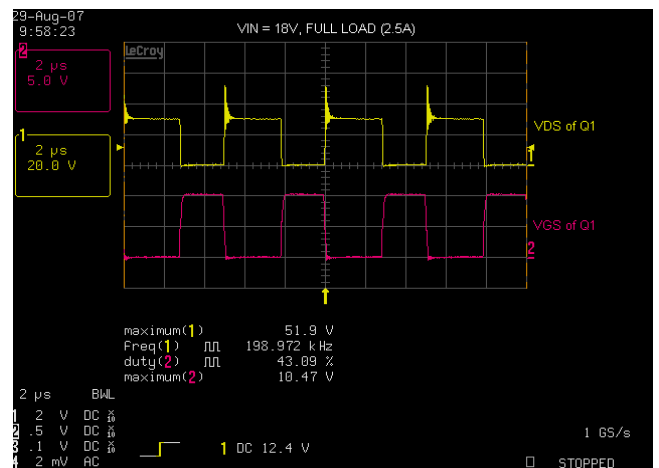 29-Aug-07
9:58:23
VIN = 18V, FULL LOAD (2.5A)
LeCroy
2
2 µs
5.0 V
1
2 µs
20.0 V
VDS of Q1
1
VGS of Q1
2
maximum(1) 51.9 V
freq(1) 198.972 kHz
duty(2) 43.09 %
maximum(2) 10.47 V
2 µs BWL
1 2 V DC x10
2 .5 V DC x10
3 .1 V DC x10
4 2 mV AC
1 DC 12.4 V
1 GS/s
STOPPED